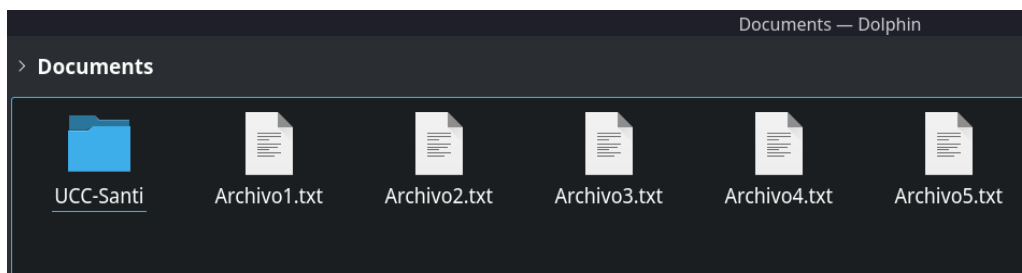 Documents — Dolphin
> Documents
UCC-Santi Archivo1.txt Archivo2.txt Archivo3.txt Archivo4.txt Archivo5.txt